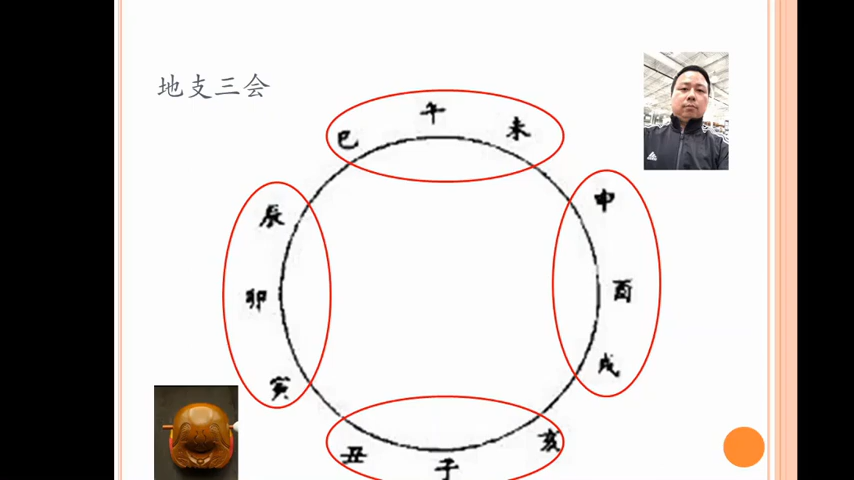 地支三会
午
巳
未
申
辰
酉
卯
戌
寅
亥
丑
子